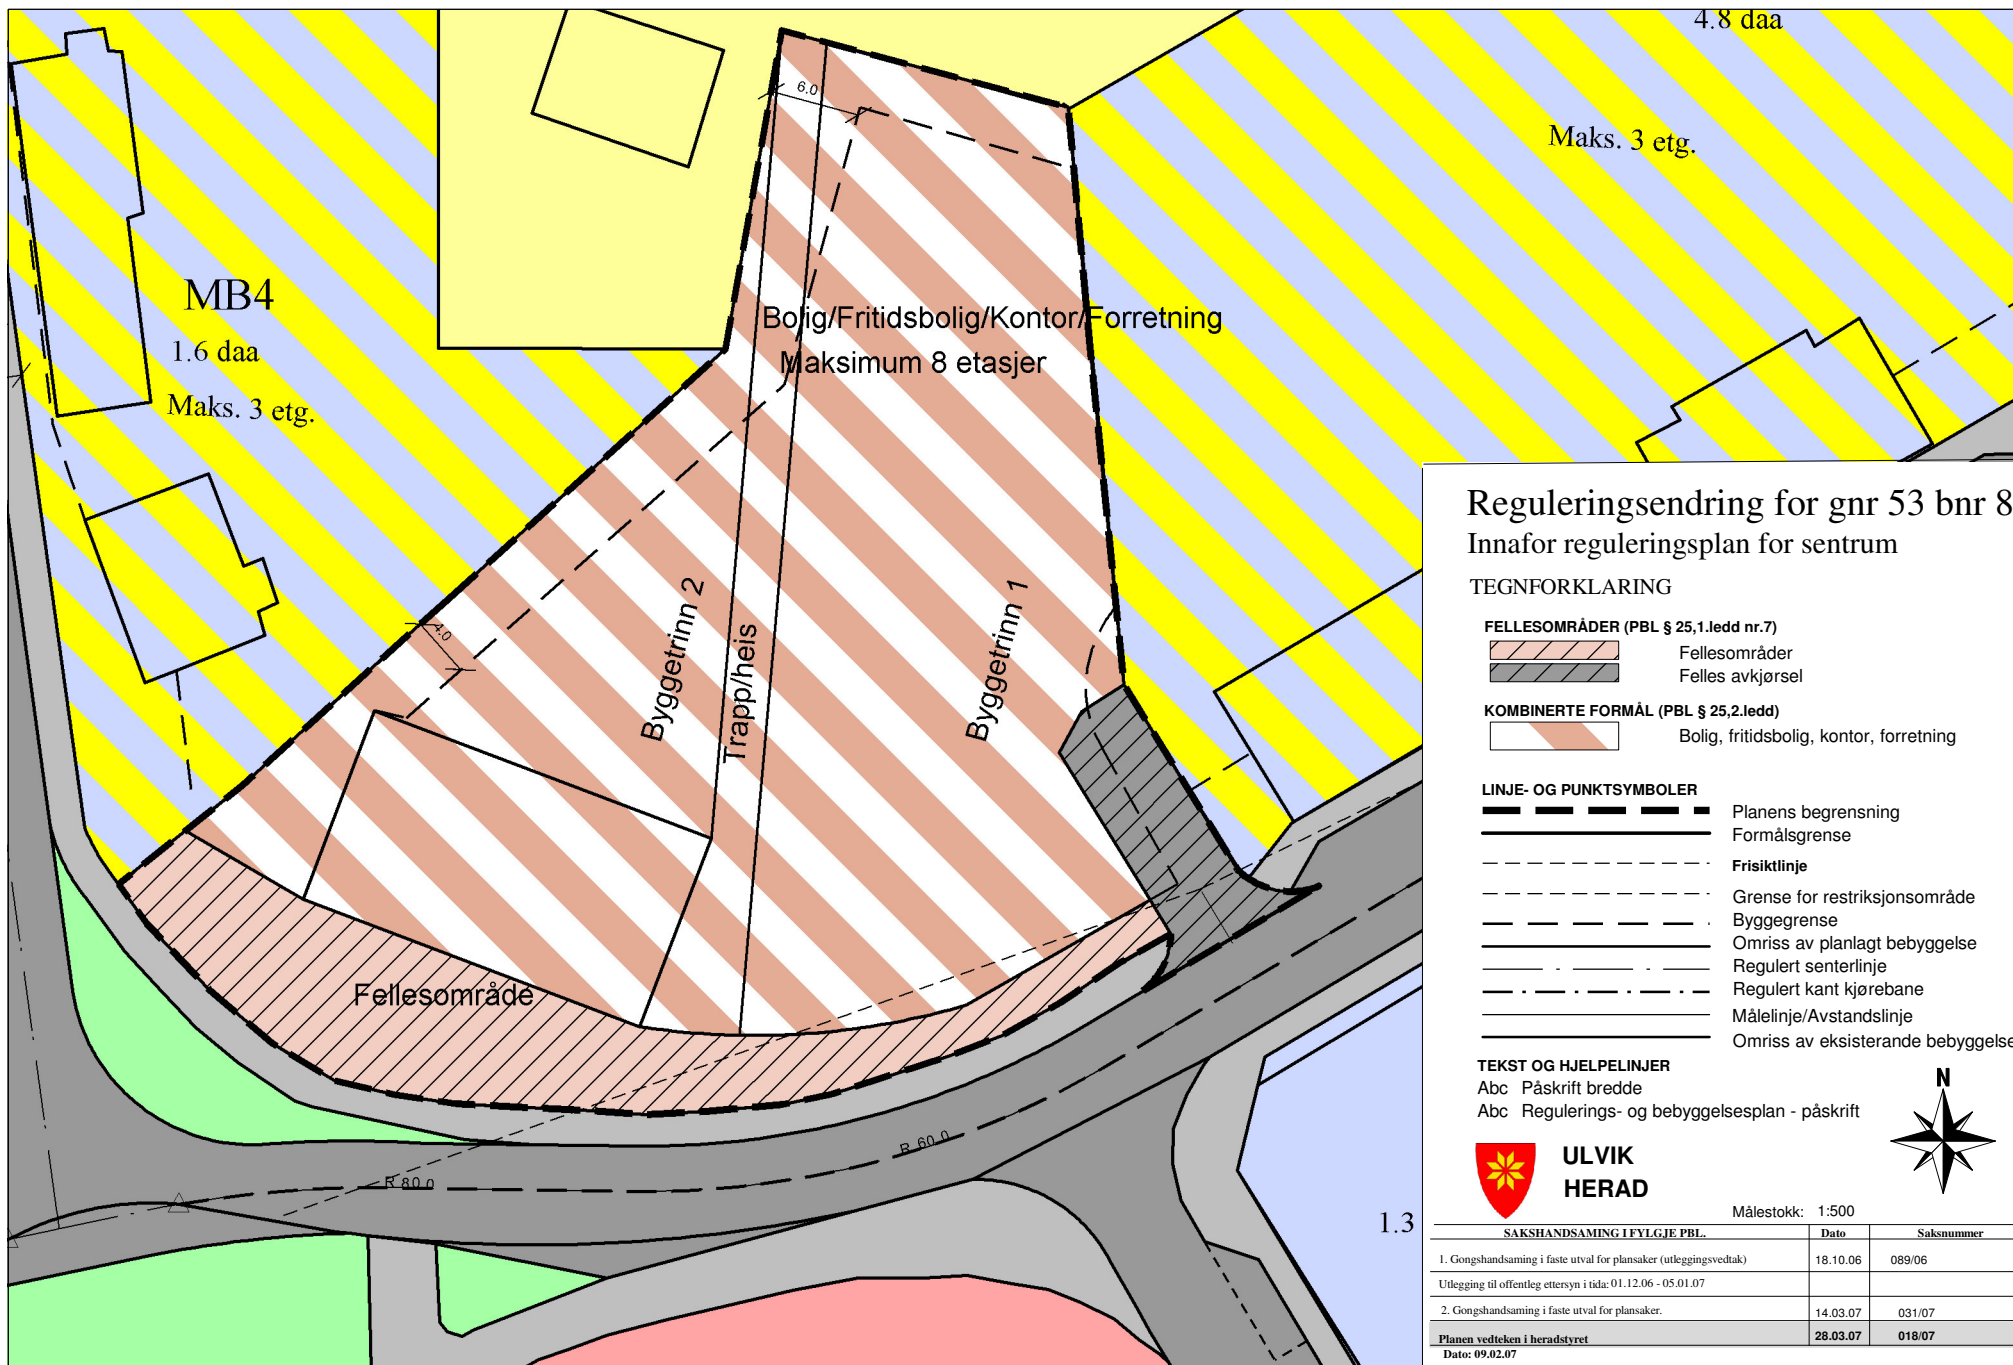 4.8 daa
6.0
Maks. 3 etg.
MB4
1.6 daa
Maks. 3 etg.
Bolig/Fritidsbolig/Kontor/Forretning
Maksimum 8 etasjer
4.0
Byggetrinn 2
Trapp/heis
Byggetrinn 1
Fellesområde
R 60.0
R 80.0
1.3
Reguleringsendring for gnr 53 bnr 8
Innafor reguleringsplan for sentrum
TEGNFORKLARING
FELLESOMRÅDER (PBL § 25,1.ledd nr.7)
Fellesområder
Felles avkjørsel
KOMBINERTE FORMÅL (PBL § 25,2.ledd)
Bolig, fritidsbolig, kontor, forretning
LINJE- OG PUNKTSYMBOLER
Planens begrensning
Formålsgrense
Frisiktlinje
Grense for restriksjonsområde
Byggegrense
Omriss av planlagt bebyggelse
Regulert senterlinje
Regulert kant kjørebane
Målelinje/Avstandslinje
Omriss av eksisterande bebyggelse
TEKST OG HJELPELINJER
Abc Påskrift bredde
Abc Regulerings- og bebyggelsesplan - påskrift
N
ULVIK
HERAD
Målestokk: 1:500
SAKSHANDSAMING I FYLGJE PBL. Dato Saksnummer
1. Gongshandsaming i faste utval for plansaker (utleggingsvedtak) 18.10.06 089/06
Utlegging til offentleg ettersyn i tida: 01.12.06 - 05.01.07
2. Gongshandsaming i faste utval for plansaker. 14.03.07 031/07
Planen vedteken i heradstyret 28.03.07 018/07
Dato: 09.02.07